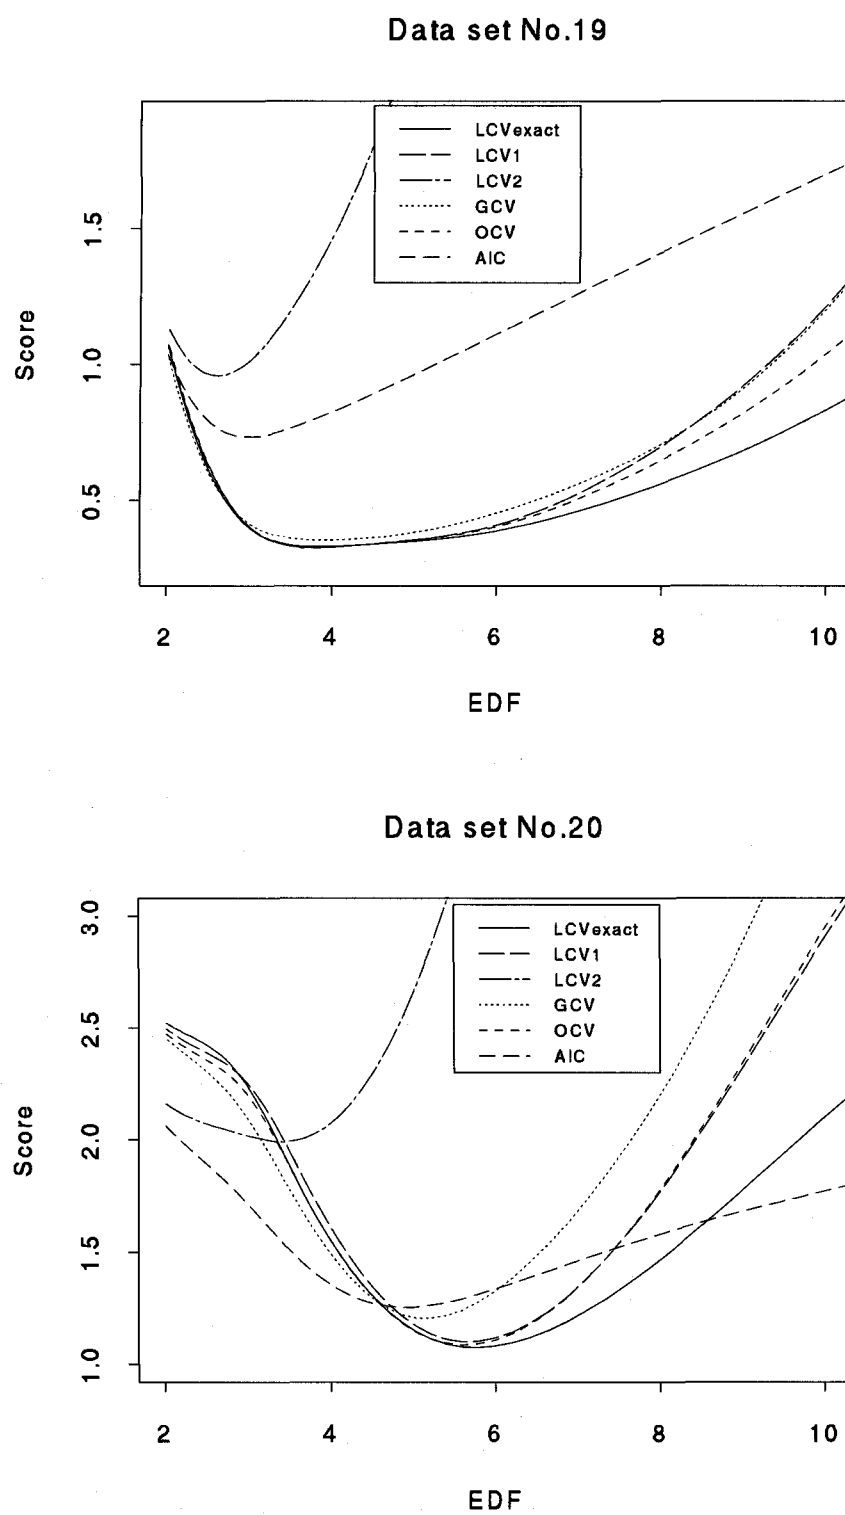 Data set No.19
LCVexact
LCV1
LCV2
GCV
OCV
AIC
1.5
1.0
0.5
Score
2 4 6 8 10
EDF
Data set No.20
LCVexact
LCV1
LCV2
GCV
OCV
AIC
3.0
2.5
2.0
1.5
1.0
Score
2 4 6 8 10
EDF